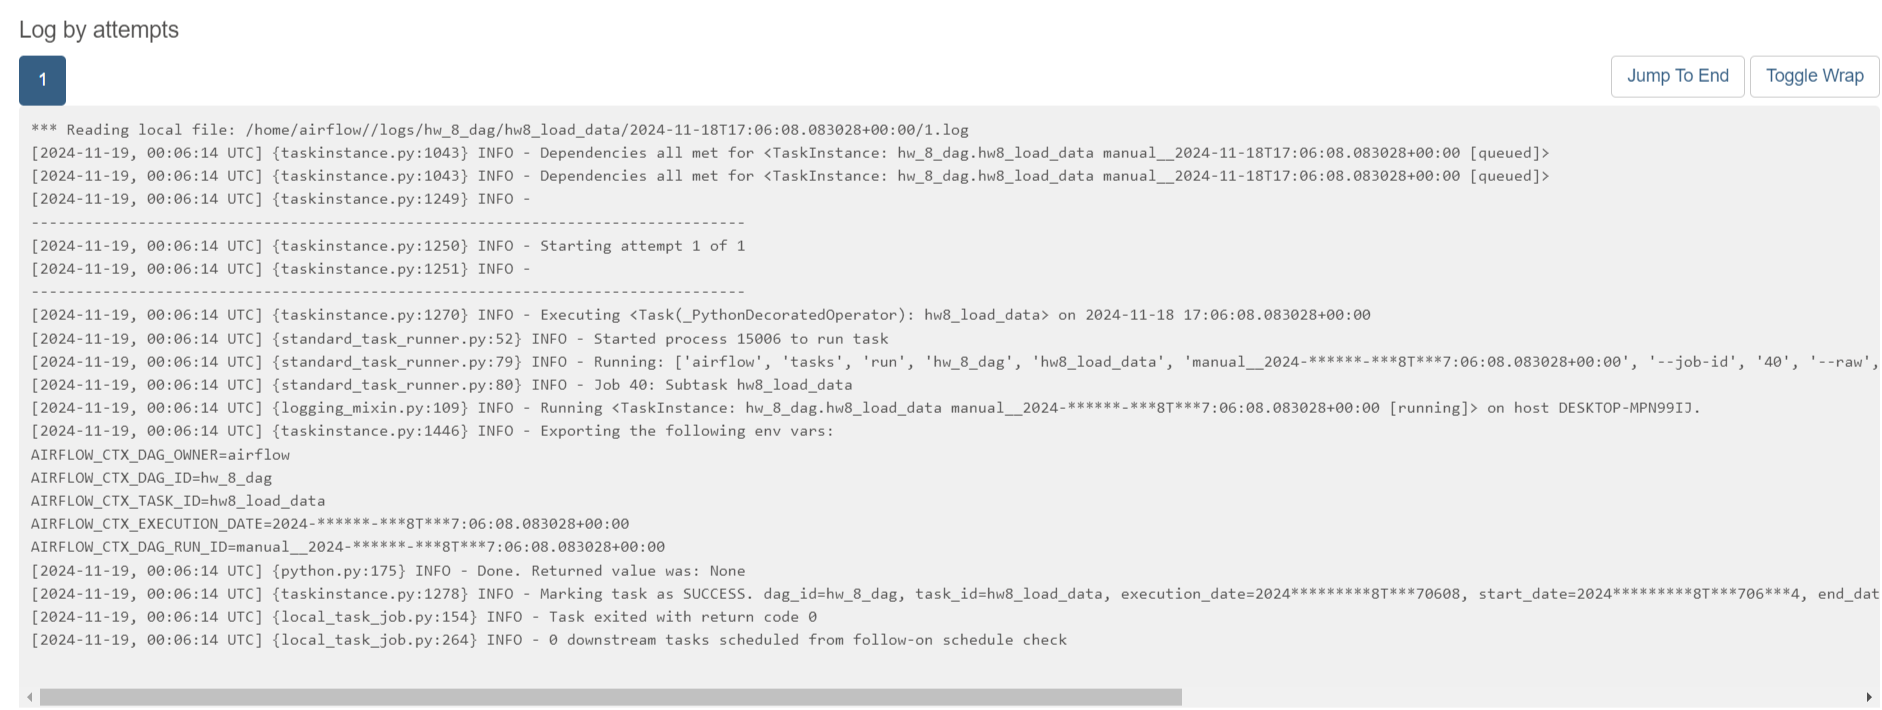 Log by attempts
1
Jump To End
Toggle Wrap
*** Reading local file: /home/airflow//logs/hw_8_dag/hw8_load_data/2024-11-18T17:06:08.083028+00:00/1.log
[2024-11-19, 00:06:14 UTC] {taskinstance.py:1043} INFO - Dependencies all met for <TaskInstance: hw_8_dag.hw8_load_data manual__2024-11-18T17:06:08.083028+00:00 [queued]>
[2024-11-19, 00:06:14 UTC] {taskinstance.py:1043} INFO - Dependencies all met for <TaskInstance: hw_8_dag.hw8_load_data manual__2024-11-18T17:06:08.083028+00:00 [queued]>
[2024-11-19, 00:06:14 UTC] {taskinstance.py:1249} INFO -
--------------------------------------------------------------------------------
[2024-11-19, 00:06:14 UTC] {taskinstance.py:1250} INFO - Starting attempt 1 of 1
[2024-11-19, 00:06:14 UTC] {taskinstance.py:1251} INFO -
--------------------------------------------------------------------------------
[2024-11-19, 00:06:14 UTC] {taskinstance.py:1270} INFO - Executing <Task(_PythonDecoratedOperator): hw8_load_data> on 2024-11-18 17:06:08.083028+00:00
[2024-11-19, 00:06:14 UTC] {standard_task_runner.py:52} INFO - Started process 15006 to run task
[2024-11-19, 00:06:14 UTC] {standard_task_runner.py:79} INFO - Running: ['airflow', 'tasks', 'run', 'hw_8_dag', 'hw8_load_data', 'manual__2024-******-***8T***7:06:08.083028+00:00', '--job-id', '40', '--raw',
[2024-11-19, 00:06:14 UTC] {standard_task_runner.py:80} INFO - Job 40: Subtask hw8_load_data
[2024-11-19, 00:06:14 UTC] {logging_mixin.py:109} INFO - Running <TaskInstance: hw_8_dag.hw8_load_data manual__2024-******-***8T***7:06:08.083028+00:00 [running]> on host DESKTOP-MPN99IJ.
[2024-11-19, 00:06:14 UTC] {taskinstance.py:1446} INFO - Exporting the following env vars:
AIRFLOW_CTX_DAG_OWNER=airflow
AIRFLOW_CTX_DAG_ID=hw_8_dag
AIRFLOW_CTX_TASK_ID=hw8_load_data
AIRFLOW_CTX_EXECUTION_DATE=2024-******-***8T***7:06:08.083028+00:00
AIRFLOW_CTX_DAG_RUN_ID=manual__2024-******-***8T***7:06:08.083028+00:00
[2024-11-19, 00:06:14 UTC] {python.py:175} INFO - Done. Returned value was: None
[2024-11-19, 00:06:14 UTC] {taskinstance.py:1278} INFO - Marking task as SUCCESS. dag_id=hw_8_dag, task_id=hw8_load_data, execution_date=2024*********8T***70608, start_date=2024*********8T***706***4, end_dat
[2024-11-19, 00:06:14 UTC] {local_task_job.py:154} INFO - Task exited with return code 0
[2024-11-19, 00:06:14 UTC] {local_task_job.py:264} INFO - 0 downstream tasks scheduled from follow-on schedule check